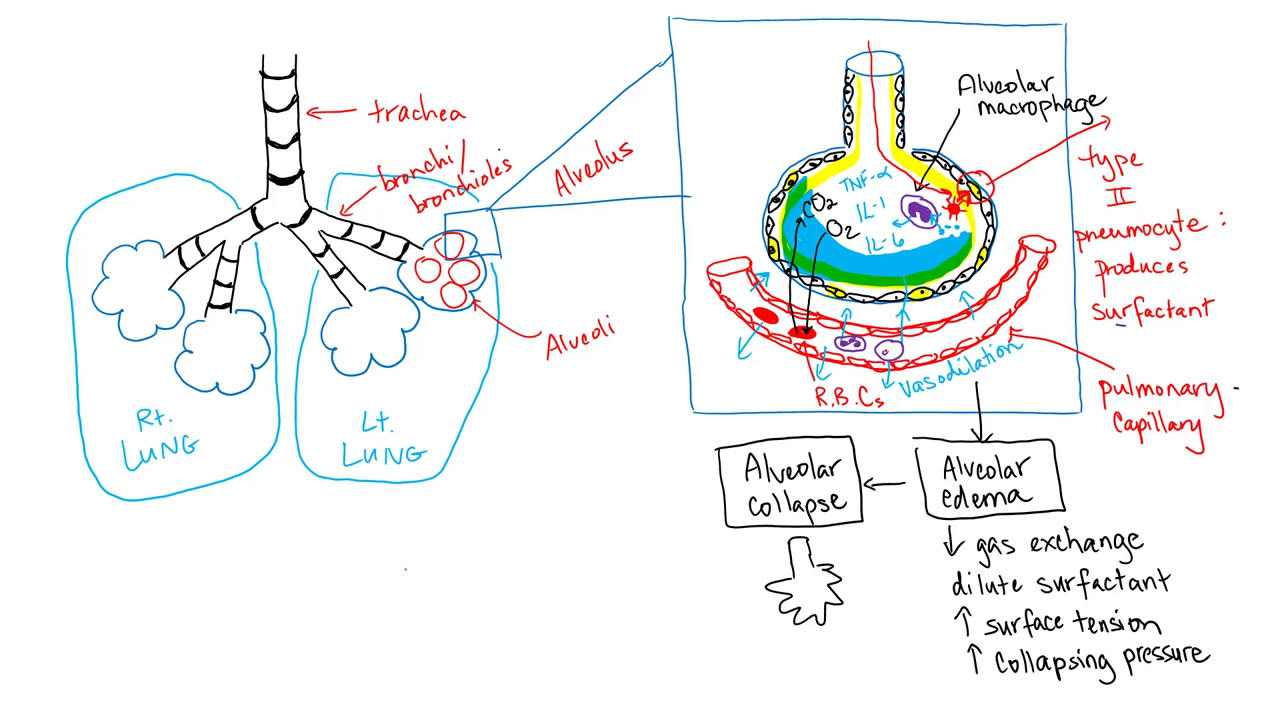 trachea
bronchi/
bronchioles
Alveolus
Alveoli
Rt.
LUNG
Lt.
LUNG
Alveolar
macrophage
TNF-α
IL-1
IL-6
CO2
O2
type
II
pneumocyte:
produces
surfactant
R.B.Cs
Vasodilation
pulmonary
Capillary
Alveolar
edema
Alveolar
collapse
↓ gas exchange
dilute surfactant
↑ surface tension
↑ Collapsing pressure